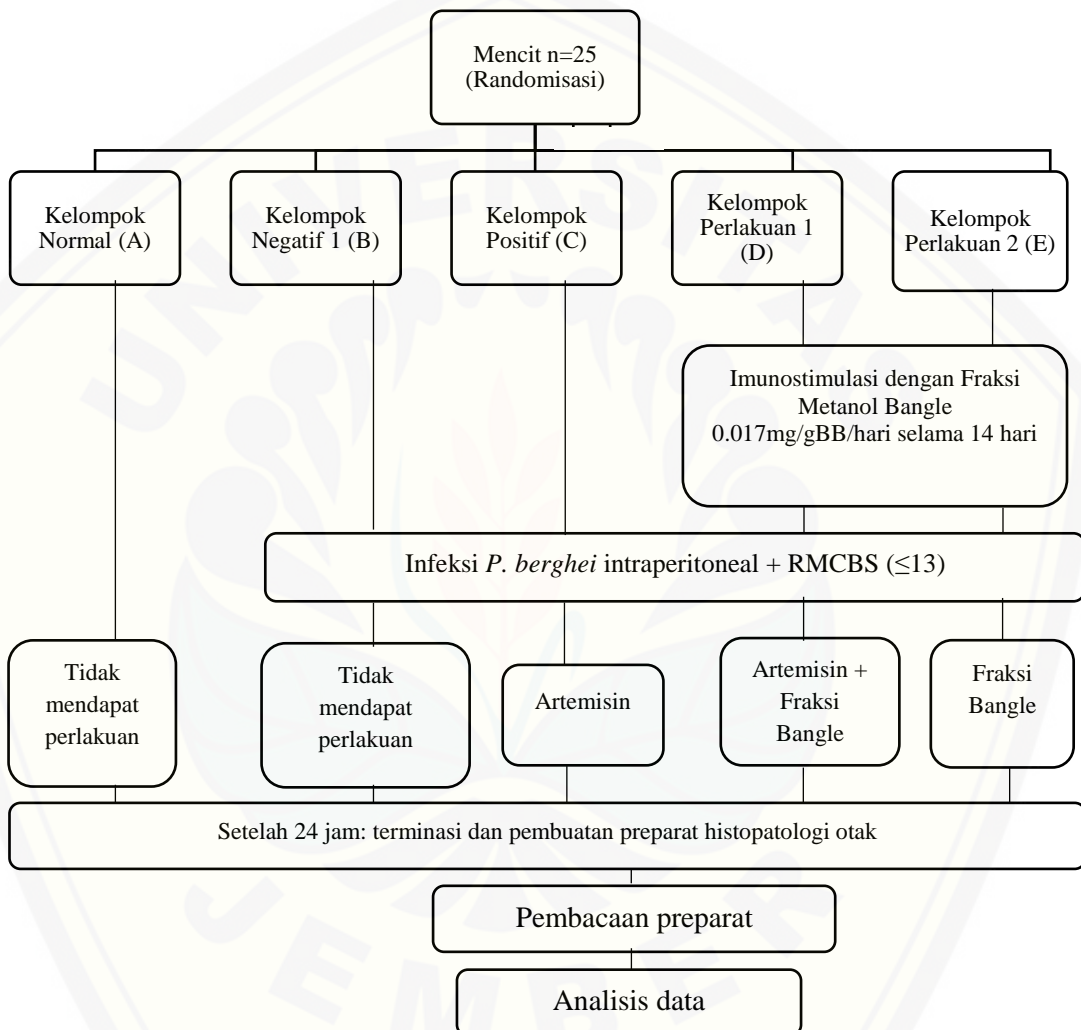 Mencit n=25
(Randomisasi)
Kelompok
Normal (A)
Kelompok
Negatif 1 (B)
Kelompok
Positif (C)
Kelompok
Perlakuan 1
(D)
Kelompok
Perlakuan 2 (E)
Imunostimulasi dengan Fraksi
Metanol Bangle
0.017mg/gBB/hari selama 14 hari
Infeksi P. berghei intraperitoneal + RMCBS (≤13)
Tidak
mendapat
perlakuan
Tidak
mendapat
perlakuan
Artemisin
Artemisin +
Fraksi
Bangle
Fraksi
Bangle
Setelah 24 jam: terminasi dan pembuatan preparat histopatologi otak
Pembacaan preparat
Analisis data
UNIVERSITAS
JEMBER